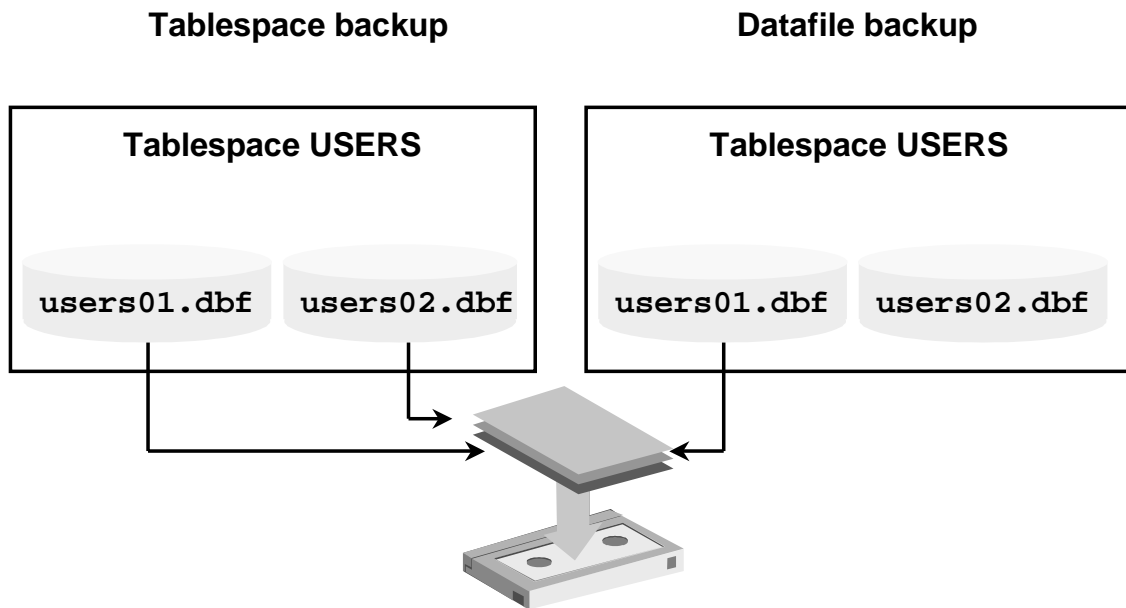 Tablespace backup
Datafile backup
Tablespace USERS
Tablespace USERS
users01.dbf
users02.dbf
users01.dbf
users02.dbf